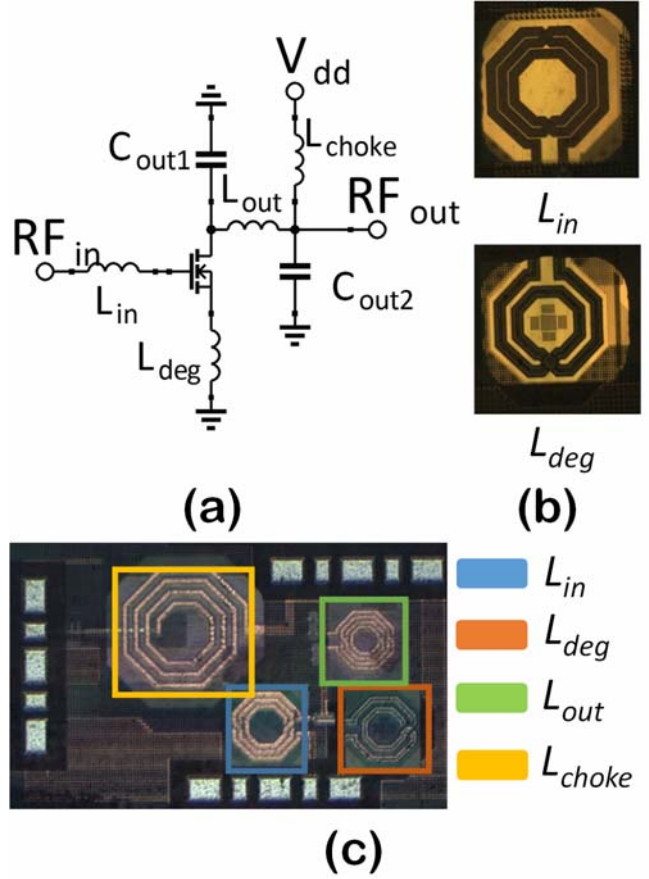 V dd
C out1
L choke
L out
RF out
RF in
L in
C out2
L deg
(a)
L in
L deg
(b)
L in
L deg
L out
L choke
(c)